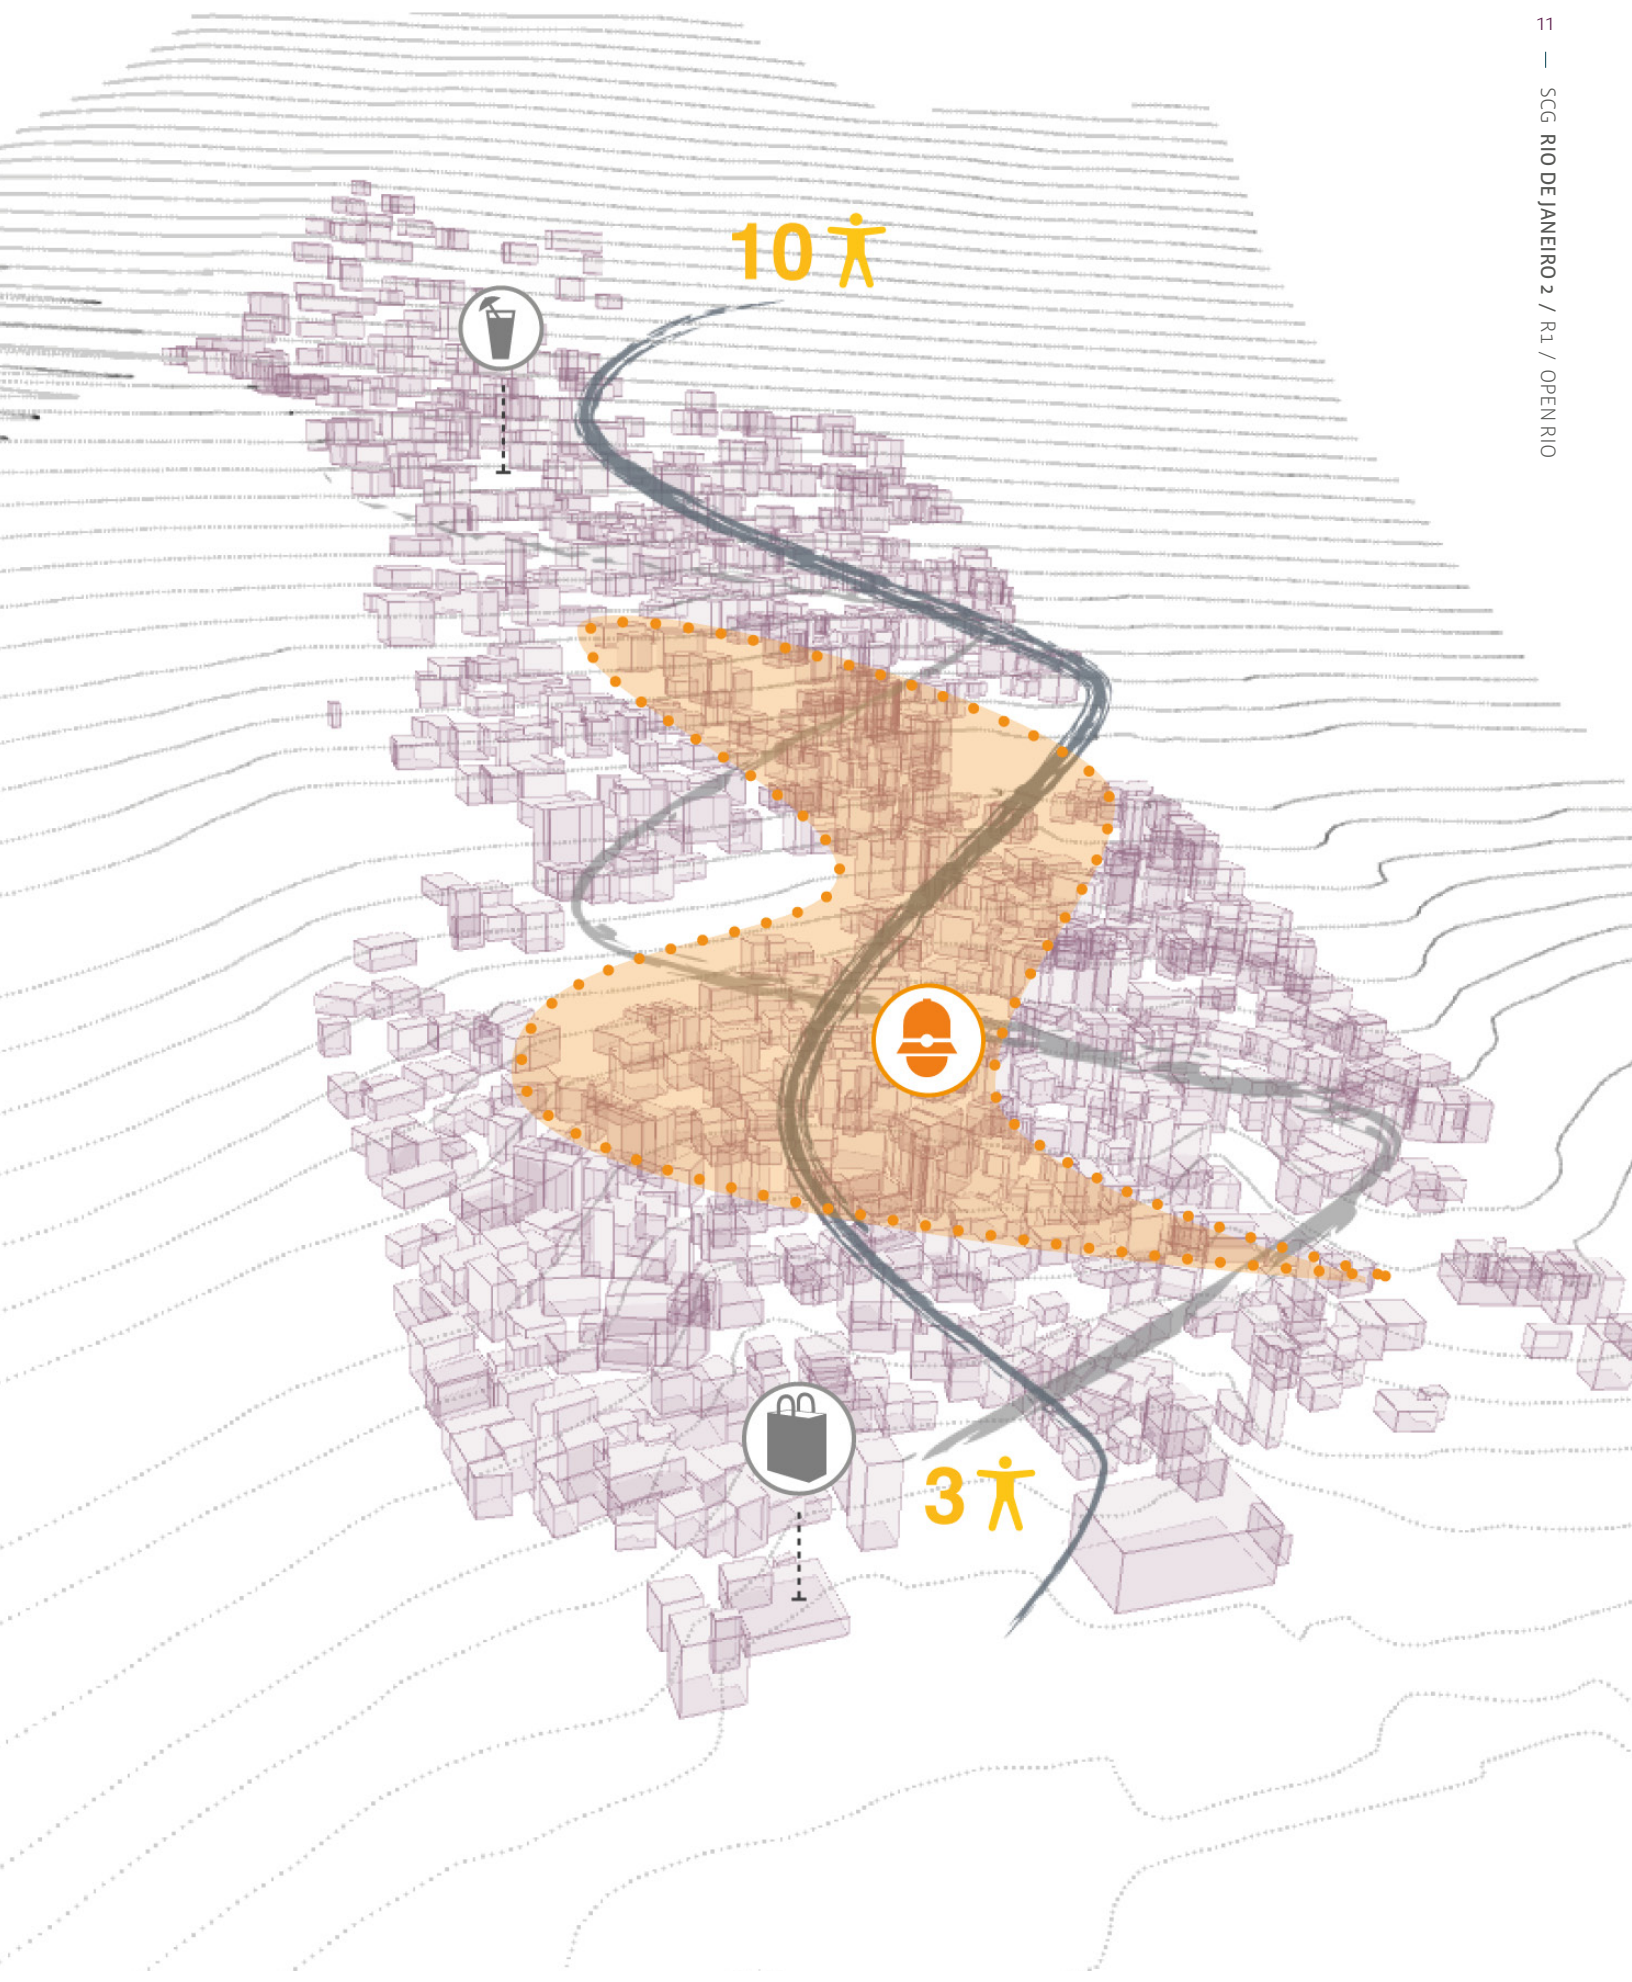 11 — SCG RIO DE JANEIRO 2 / R1 / OPEN RIO
10
3